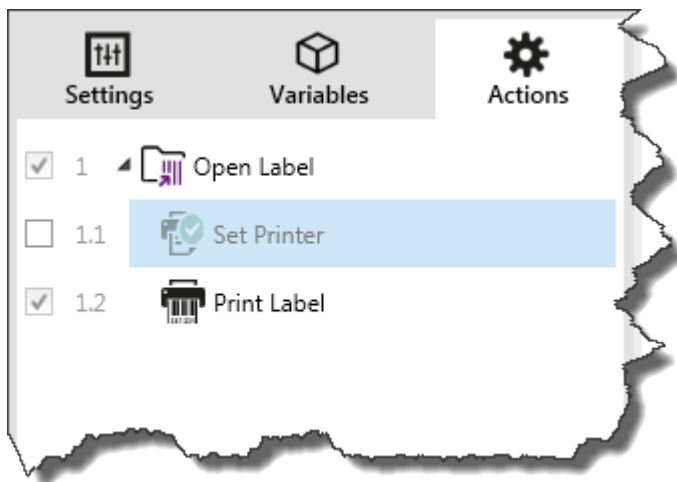 Settings Variables Actions
1 Open Label
1.1 Set Printer
1.2 Print Label